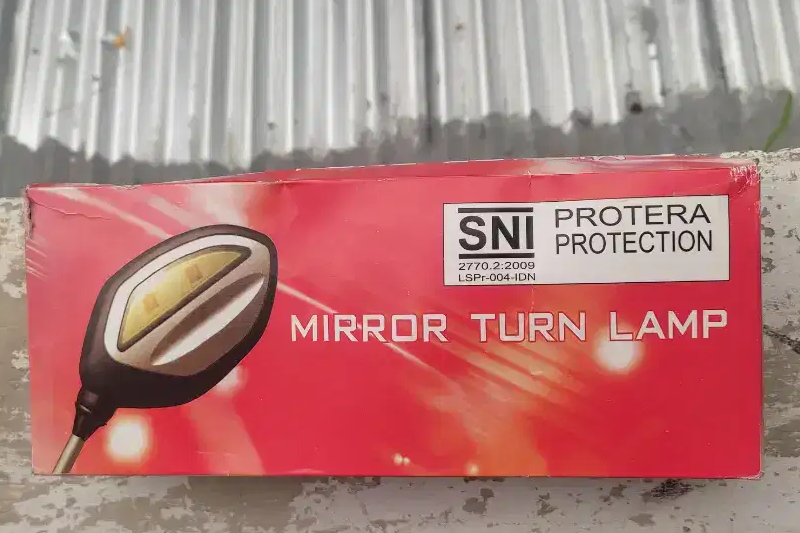 SNI
2770.2:2009
LSPr-004-IDN
PROTERA
PROTECTION
MIRROR TURN LAMP